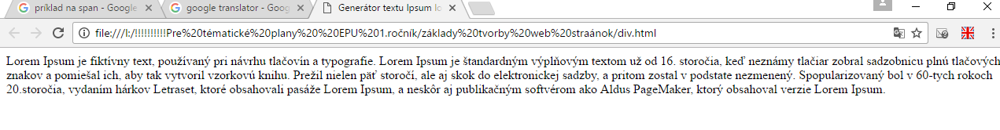 príklad na span - Google
google translator - Goog
Generátor textu Ipsum lo
file:///I:/!!!!!!!!!!Pre%20tématické%20plany%20%20EPU%201.ročník/základy%20tvorby%20web%20straánok/div.html
Lorem Ipsum je fiktívny text, používaný pri návrhu tlačovín a typografie. Lorem Ipsum je štandardným výplňovým textom už od 16. storočia, keď neznámy tlačiar zobral sadzobnicu plnú tlačových
znakov a pomiešal ich, aby tak vytvoril vzorkovú knihu. Prežil nielen päť storočí, ale aj skok do elektronickej sadzby, a pritom zostal v podstate nezmenený. Spopularizovaný bol v 60-tych rokoch
20.storočia, vydaním hárkov Letraset, ktoré obsahovali pasáže Lorem Ipsum, a neskôr aj publikačným softvérom ako Aldus PageMaker, ktorý obsahoval verzie Lorem Ipsum.